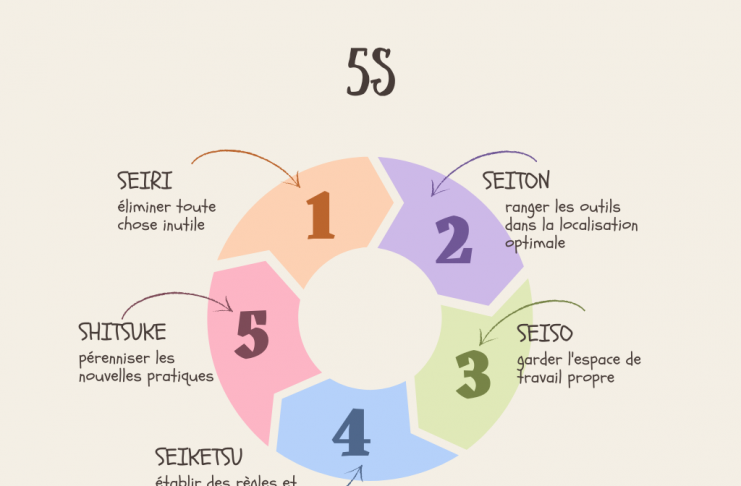 5S
SEIRI
éliminer toute
chose inutile
1
SEITON
ranger les outils
dans la localisation
optimale
2
SEISO
garder l'espace de
travail propre
3
SEIKETSU
établir des règles et
4
SHITSUKE
pérenniser les
nouvelles pratiques
5